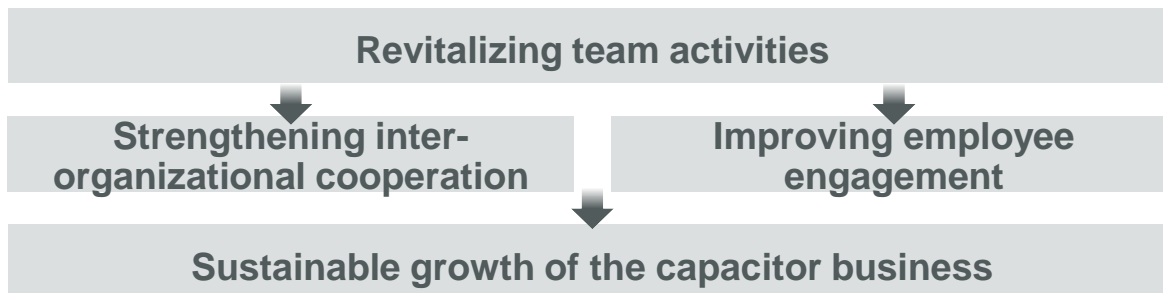 Revitalizing team activities
Strengthening inter-
organizational cooperation
Improving employee
engagement
Sustainable growth of the capacitor business